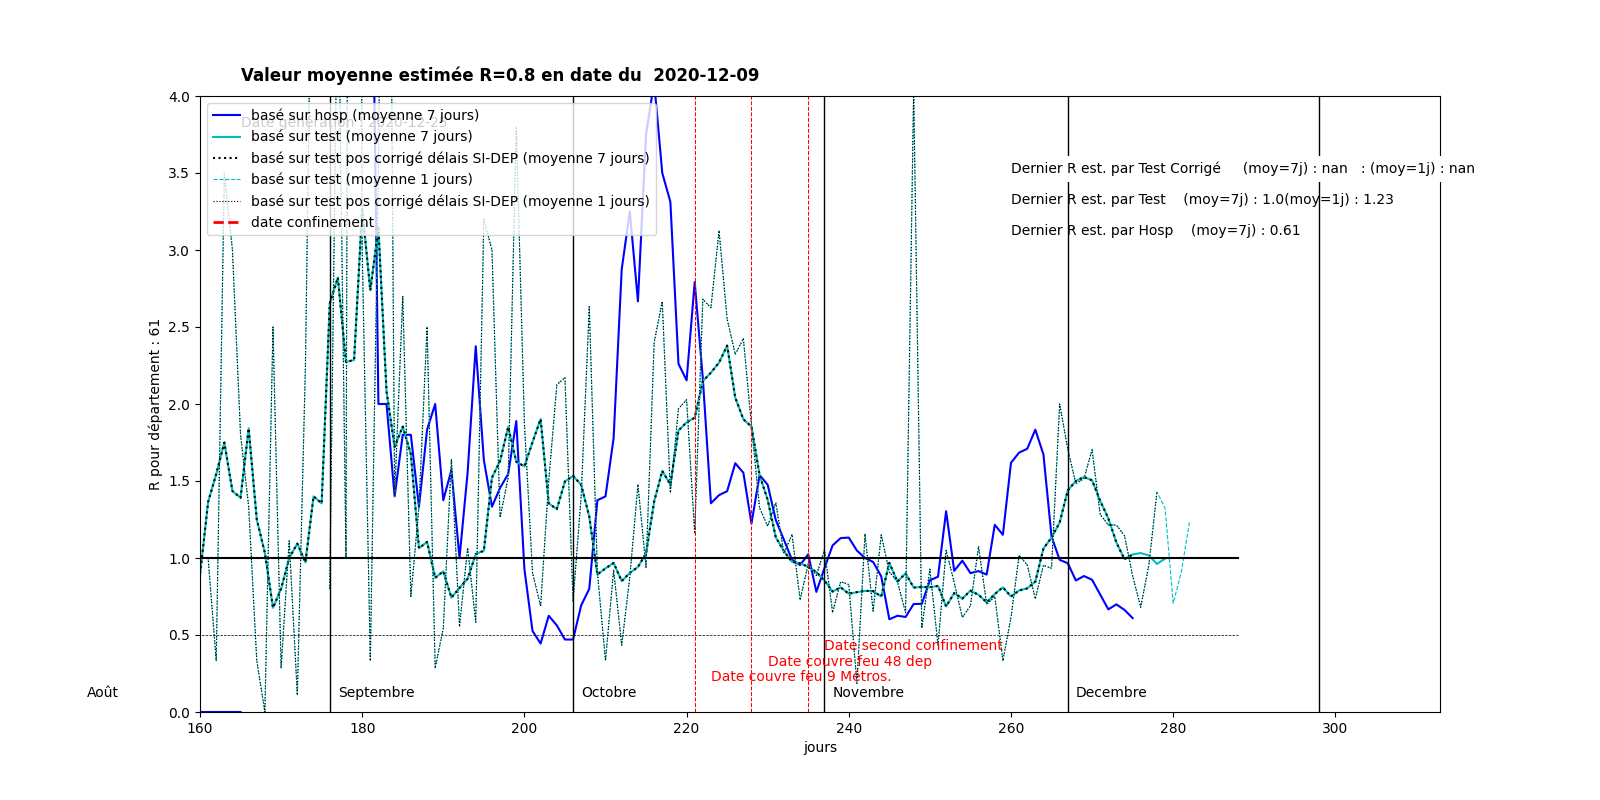 Valeur moyenne estimée R=0.8 en date du  2020-12-09
Date génération : 2020-12-23
basé sur hosp (moyenne 7 jours)
basé sur test (moyenne 7 jours)
basé sur test pos corrigé délais SI-DEP (moyenne 7 jours)
basé sur test (moyenne 1 jours)
basé sur test pos corrigé délais SI-DEP (moyenne 1 jours)
date confinement
Dernier R est. par Test Corrigé     (moy=7j) : nan   : (moy=1j) : nan
Dernier R est. par Test    (moy=7j) : 1.0(moy=1j) : 1.23
Dernier R est. par Hosp    (moy=7j) : 0.61
R pour département : 61
4.0
3.5
3.0
2.5
2.0
1.5
1.0
0.5
0.0
Date second confinement
Date couvre feu 48 dep
Date couvre feu 9 Métros.
Août
Septembre
Octobre
Novembre
Decembre
160
180
200
220
240
260
280
300
jours